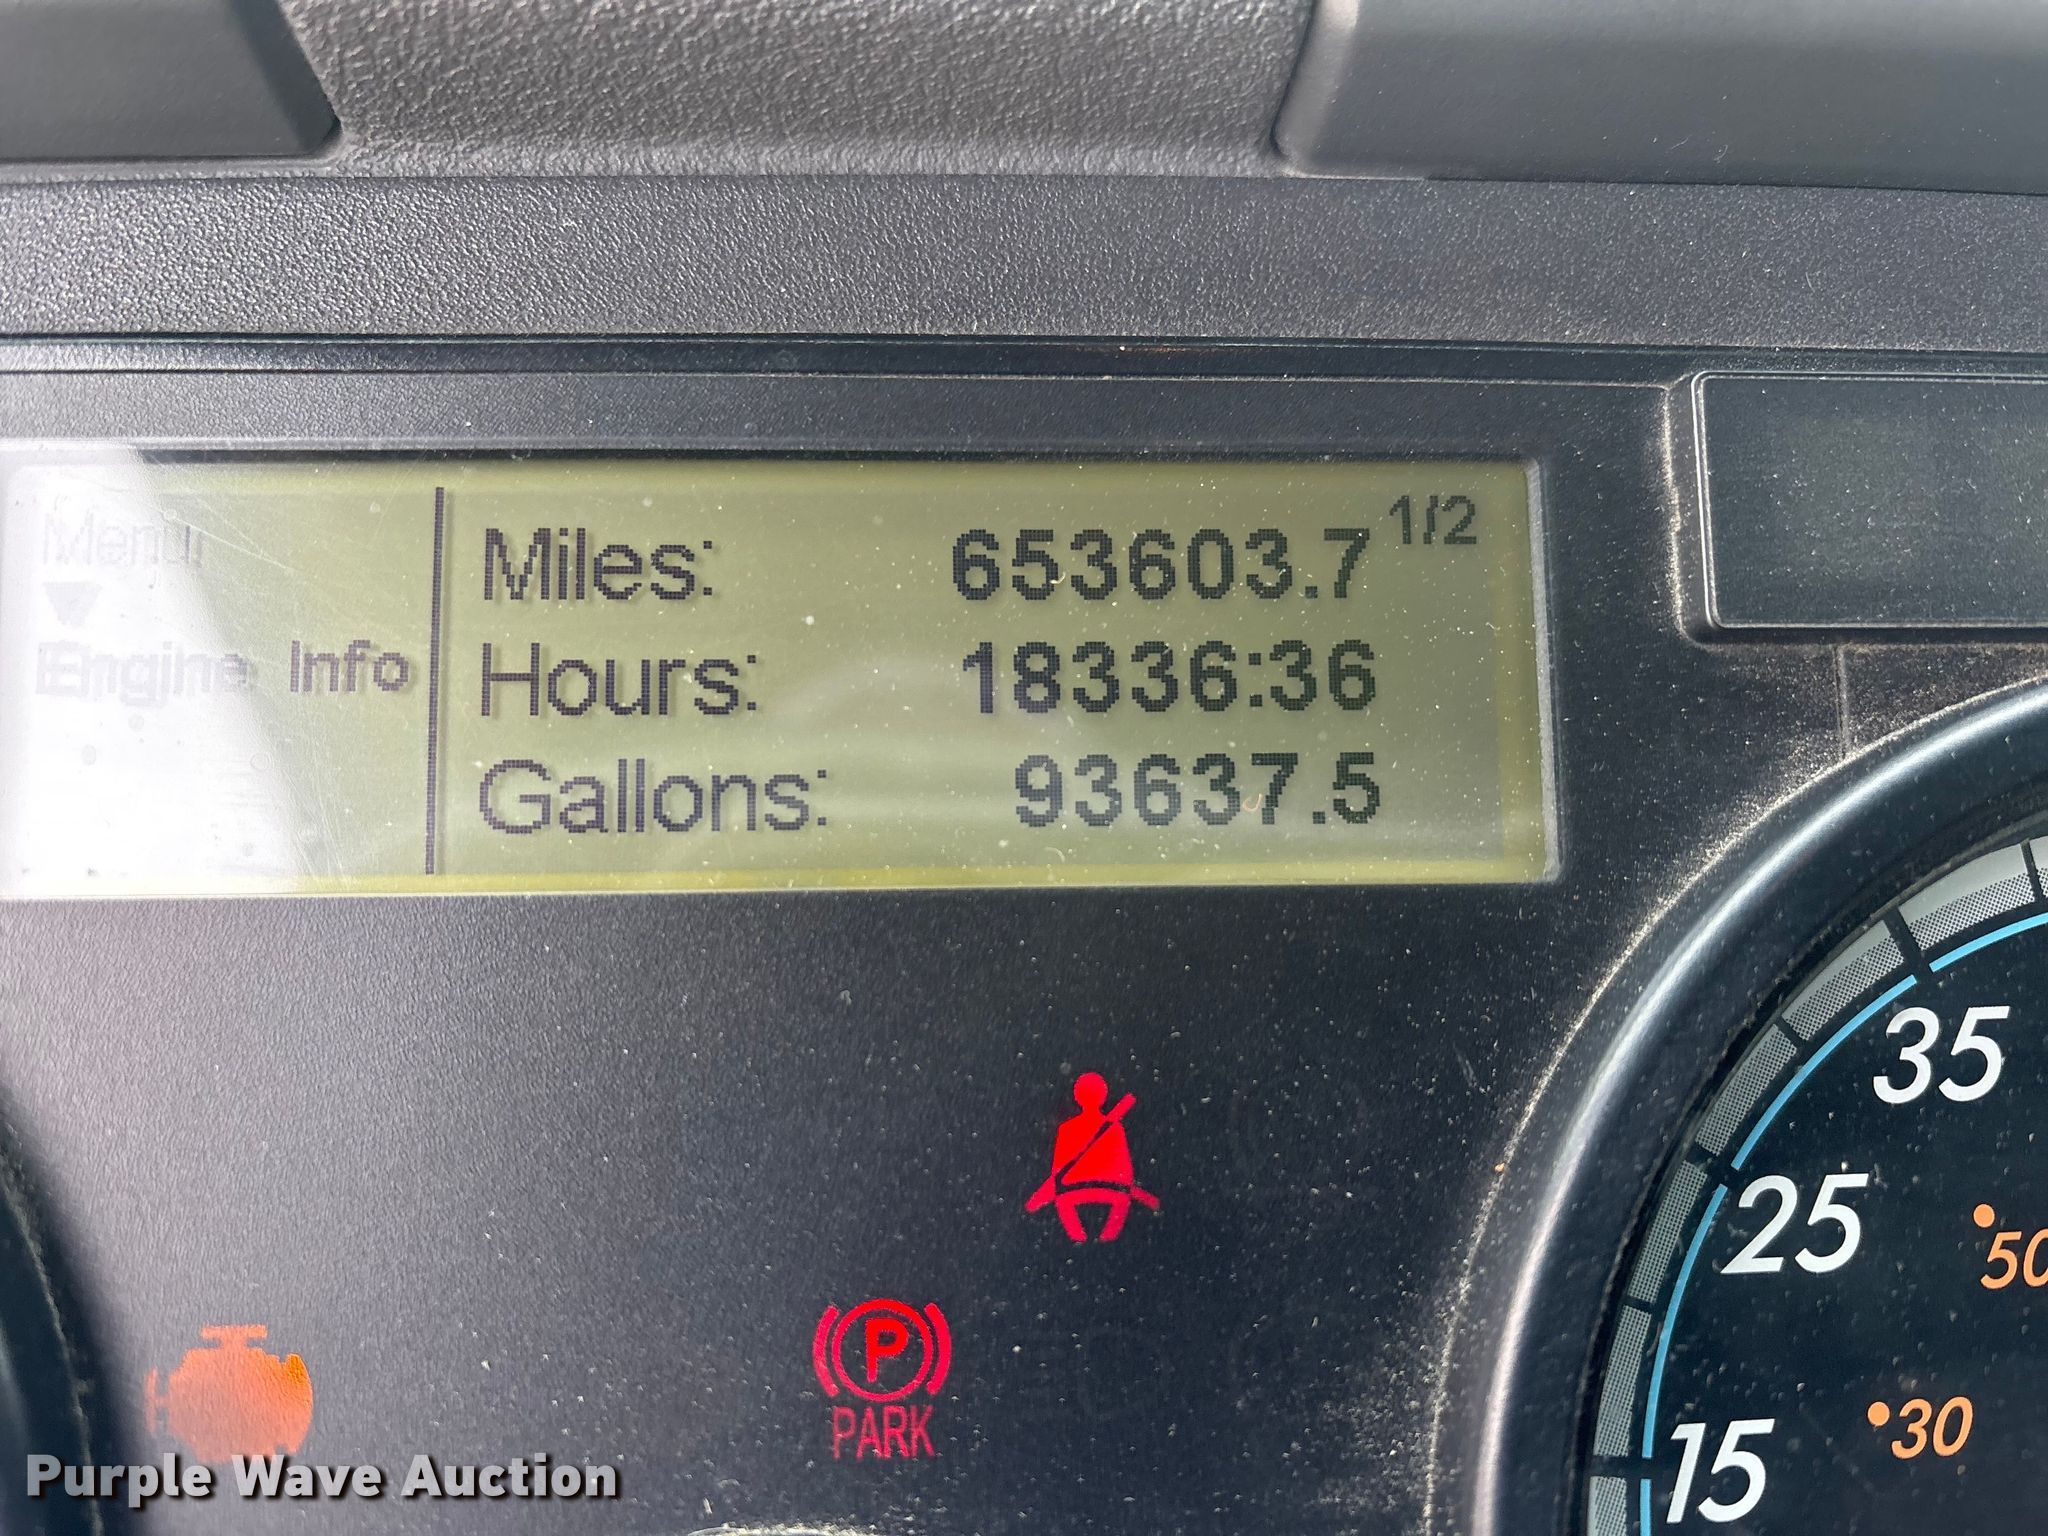 Menu
Engine Info
1/2
Miles: 653603.7
Hours: 18336:36
Gallons: 93637.5
35
25
50
15
30
P
PARK
Purple Wave Auction